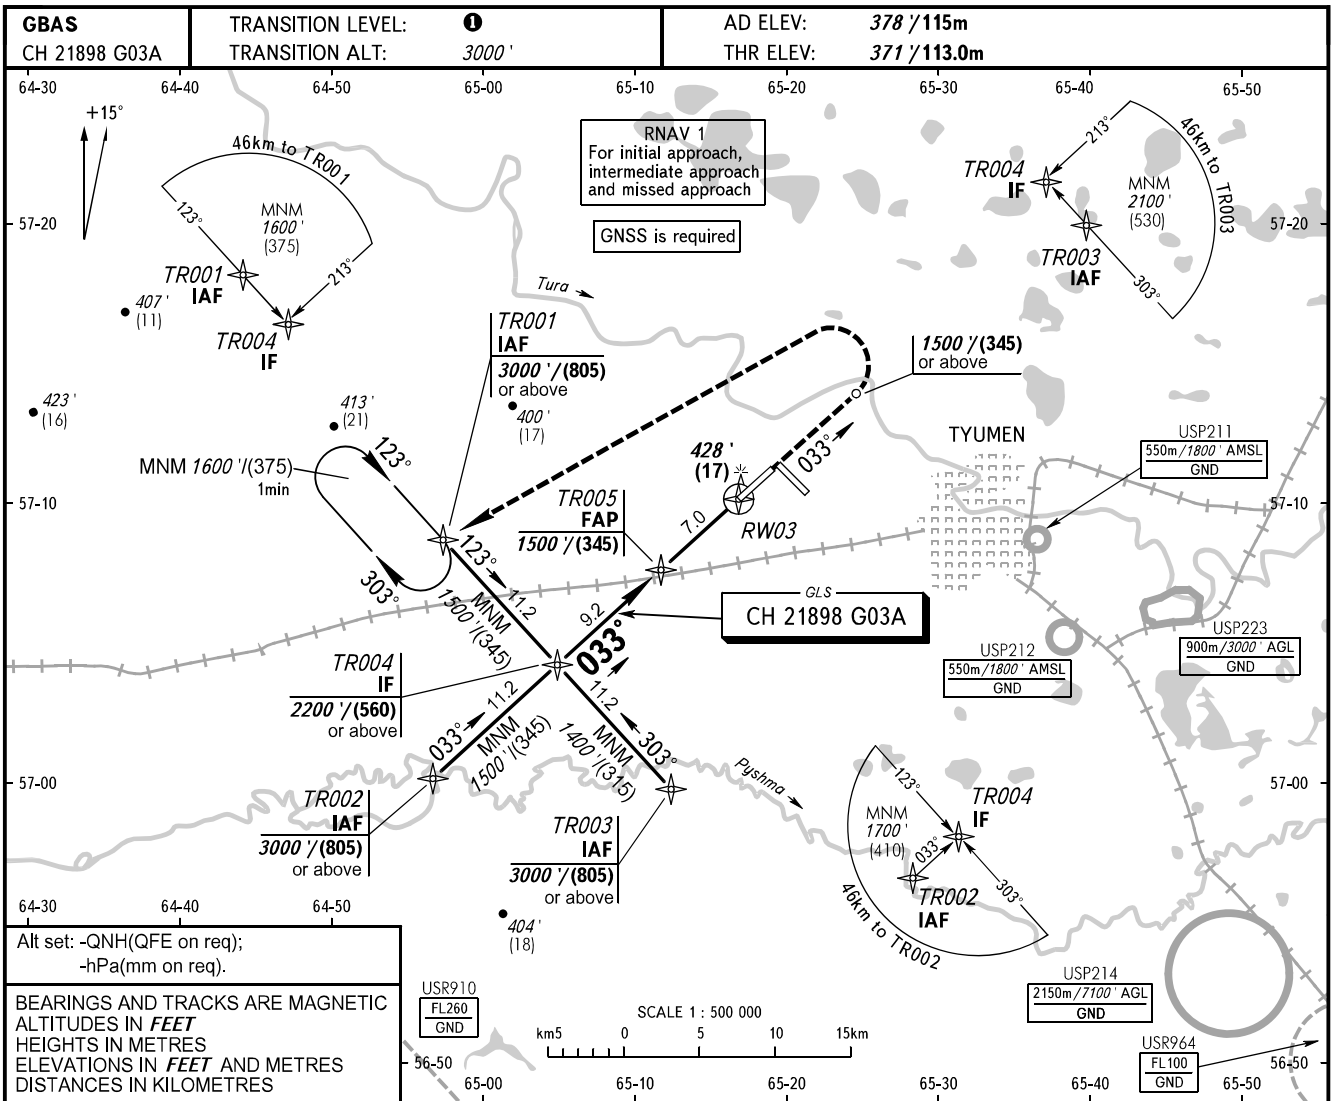 GBAS
CH 21898 G03A
TRANSITION LEVEL: 1
TRANSITION ALT: 3000 '
AD ELEV: 378 '/115m
THR ELEV: 371 '/113.0m
64-30 64-40 64-50 65-00 65-10 65-20 65-30 65-40 65-50
+15°
46km to TR001
123°
MNM
1600 '
(375)
213°
TR001
IAF
TR004
IF
RNAV 1
For initial approach,
intermediate approach
and missed approach
GNSS is required
213°
46km to TR003
TR004
IF
MNM
2100 '
(530)
TR003
IAF
303°
57-20
57-20
407 '
(11)
Tura
TR001
IAF
3000 '/(805)
or above
1500 '/(345)
or above
423 '
(16)
413 '
(21)
400 '
(17)
MNM 1600 '/(375)
1min
123°
303°
428 '
(17)
033°
TYUMEN
USP211
550m/1800 ' AMSL
GND
57-10
57-10
TR005
FAP
1500 '/(345)
7.0
RW03
123°
11.2
MNM
1500 '/(345)
9.2
033°
GLS
CH 21898 G03A
USP212
550m/1800 ' AMSL
GND
USP223
900m/3000 ' AGL
GND
TR004
IF
2200 '/(560)
or above
033°
11.2
MNM
1500 '/(345)
11.2
303°
MNM
1400 '/(315)
57-00
57-00
Pyshma
TR002
IAF
3000 '/(805)
or above
TR003
IAF
3000 '/(805)
or above
123°
TR004
IF
MNM
1700 '
(410)
033°
303°
TR002
IAF
46km to TR002
64-30 64-40 64-50
404 '
(18)
Alt set: -QNH(QFE on req);
-hPa(mm on req).
BEARINGS AND TRACKS ARE MAGNETIC
ALTITUDES IN FEET
HEIGHTS IN METRES
ELEVATIONS IN FEET AND METRES
DISTANCES IN KILOMETRES
USR910
FL260
GND
SCALE 1 : 500 000
km5 0 5 10 15km
USP214
2150m/7100 ' AGL
GND
USR964
FL100
GND
56-50
56-50
65-00 65-10 65-20 65-30 65-40 65-50